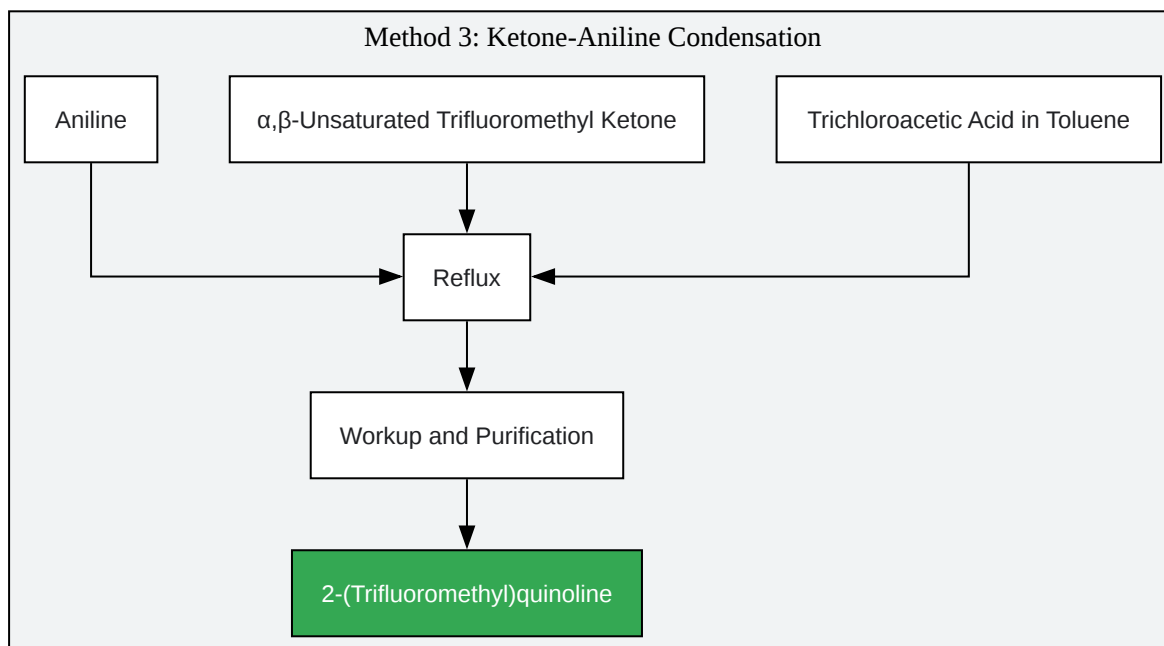 Method 3: Ketone-Aniline Condensation
Aniline
α,β-Unsaturated Trifluoromethyl Ketone
Trichloroacetic Acid in Toluene
Reflux
Workup and Purification
2-(Trifluoromethyl)quinoline